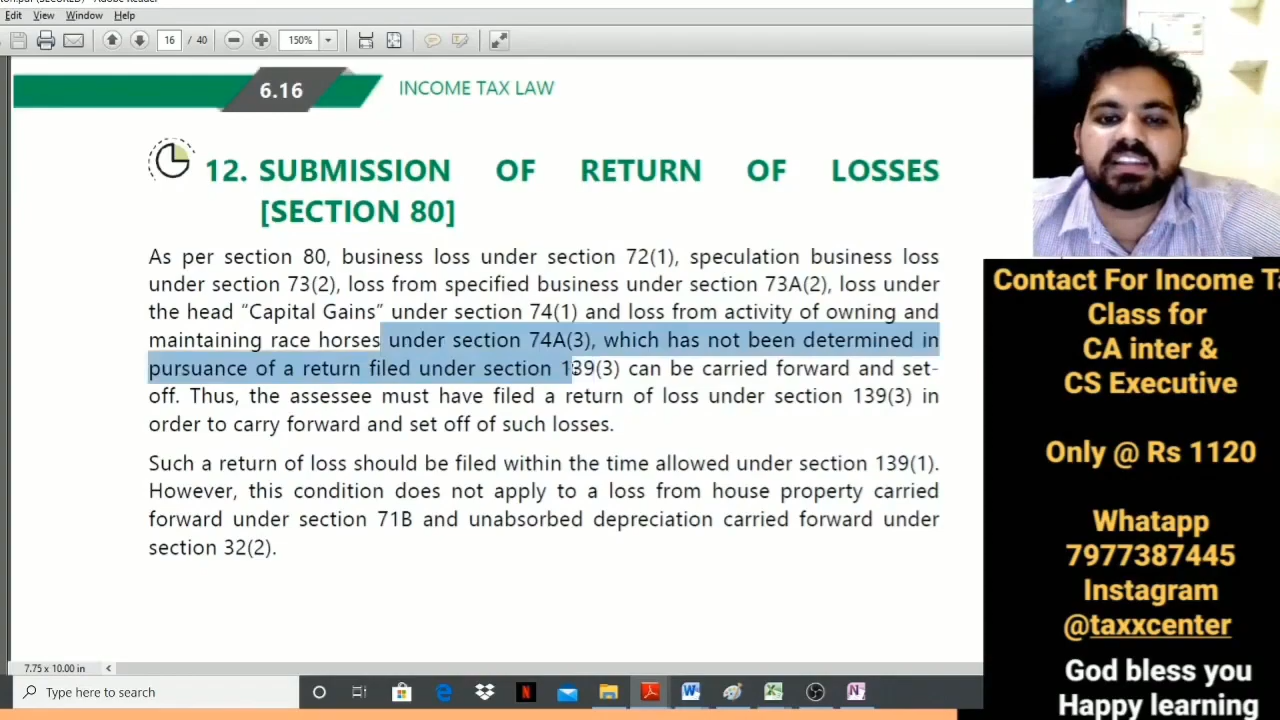 Edit View Window Help
16 / 40 150%
6.16 INCOME TAX LAW
12. SUBMISSION OF RETURN OF LOSSES
[SECTION 80]
As per section 80, business loss under section 72(1), speculation business loss
under section 73(2), loss from specified business under section 73A(2), loss under
the head “Capital Gains” under section 74(1) and loss from activity of owning and
maintaining race horses under section 74A(3), which has not been determined in
pursuance of a return filed under section 139(3) can be carried forward and set-
off. Thus, the assessee must have filed a return of loss under section 139(3) in
order to carry forward and set off of such losses.
Such a return of loss should be filed within the time allowed under section 139(1).
However, this condition does not apply to a loss from house property carried
forward under section 71B and unabsorbed depreciation carried forward under
section 32(2).
7.75 x 10.00 in
Type here to search
Contact For Income Ta
Class for
CA inter &
CS Executive
Only @ Rs 1120
Whatapp
7977387445
Instagram
@taxxcenter
God bless you
Happy learning